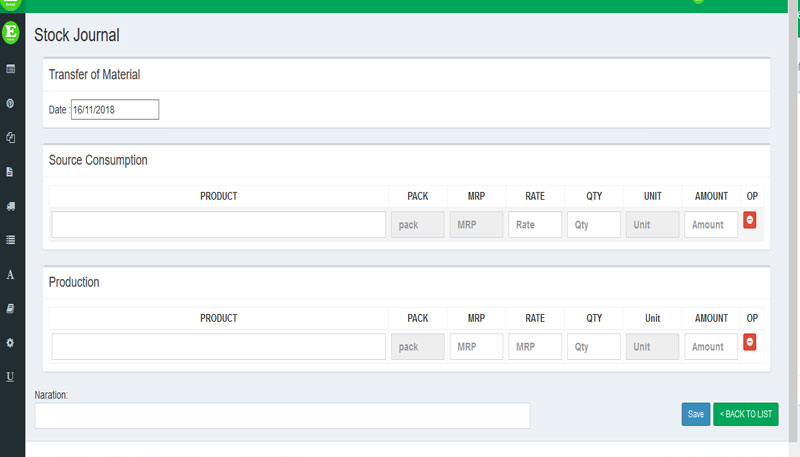 E
Stock Journal
Transfer of Material
Date : 16/11/2018
Source Consumption
PRODUCT PACK MRP RATE QTY UNIT AMOUNT OP
pack MRP Rate Qty Unit Amount
A
Production
PRODUCT PACK MRP RATE QTY Unit AMOUNT OP
pack MRP MRP Qty Unit Amount
U
Naration:
Save < BACK TO LIST